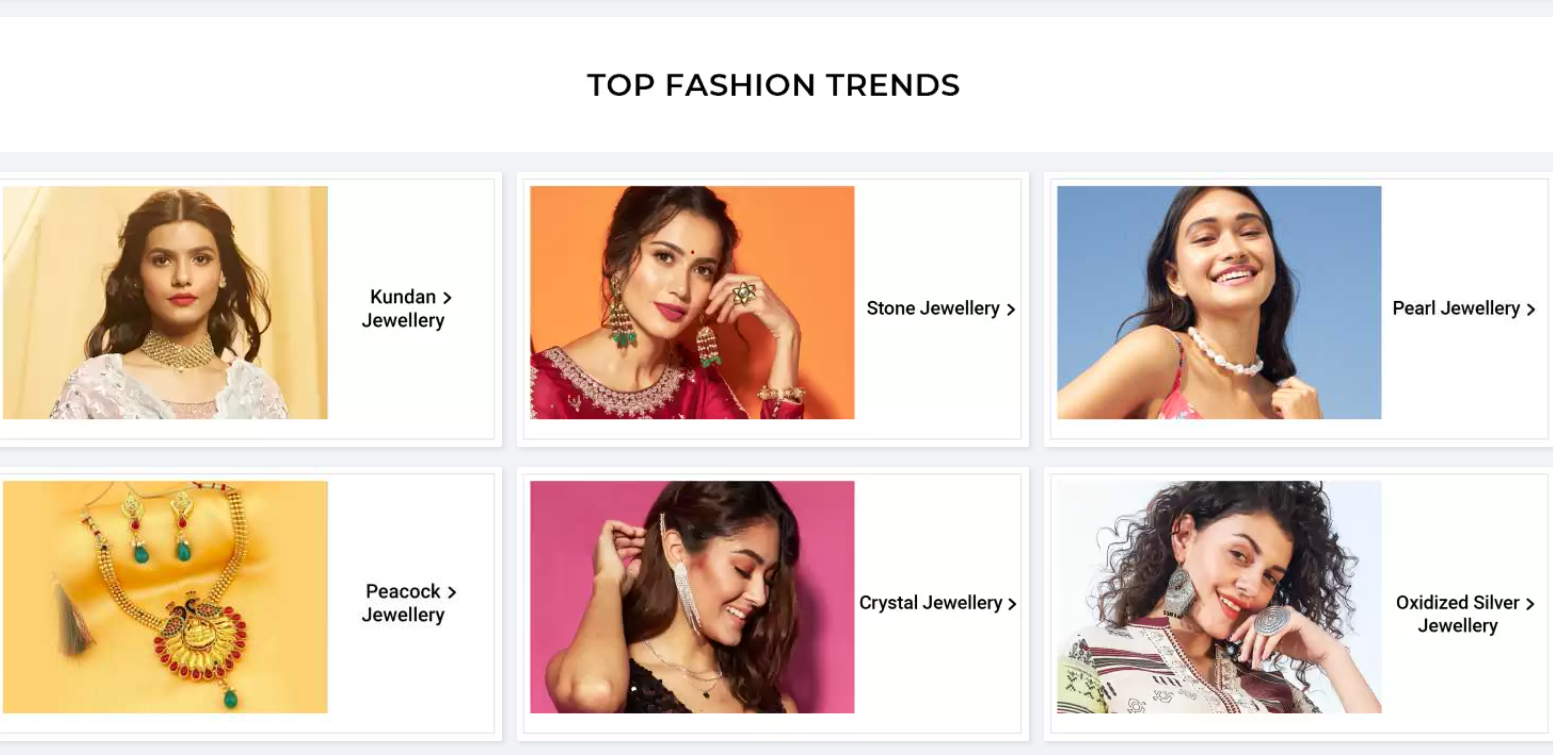 TOP FASHION TRENDS
Kundan >
Jewellery
Stone Jewellery >
Pearl Jewellery >
Peacock >
Jewellery
Crystal Jewellery >
Oxidized Silver >
Jewellery